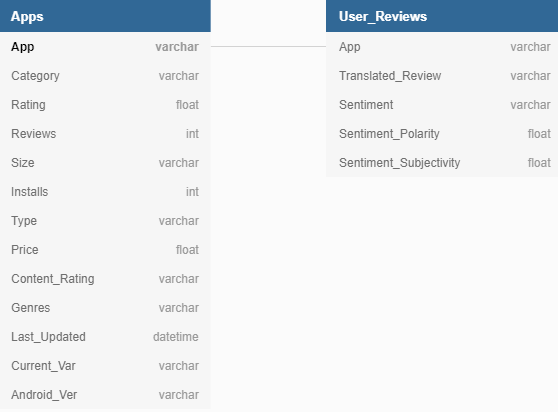 Apps
App varchar
Category varchar
Rating float
Reviews int
Size varchar
Installs int
Type varchar
Price float
Content_Rating varchar
Genres varchar
Last_Updated datetime
Current_Var varchar
Android_Ver varchar
User_Reviews
App varchar
Translated_Review varchar
Sentiment varchar
Sentiment_Polarity float
Sentiment_Subjectivity float